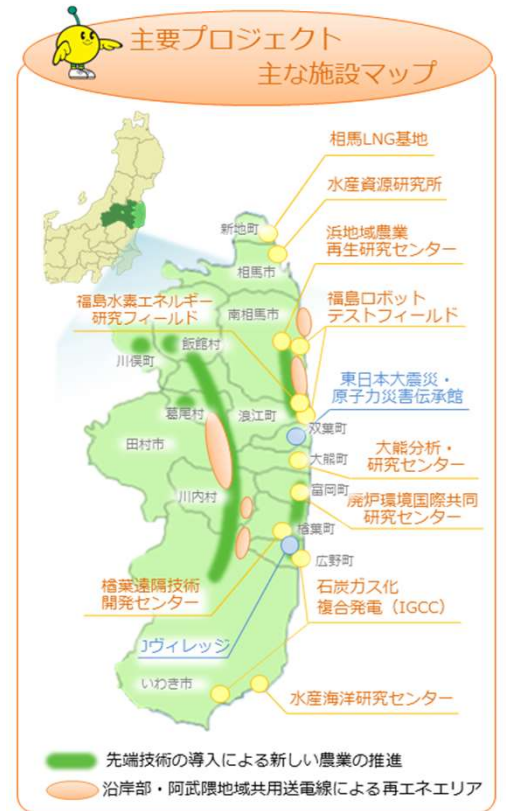 主要プロジェクト
主な施設マップ
相馬LNG基地
水産資源研究所
新地町
浜地域農業
再生研究センター
相馬市
福島水素エネルギー
研究フィールド
南相馬市
福島ロボット
テストフィールド
飯館村
川俣町
東日本大震災・
原子力災害伝承館
葛尾村
浪江町
双葉町
田村市
大熊町
大熊分析・
研究センター
川内村
富岡町
廃炉環境国際共同
研究センター
楢葉町
広野町
楢葉遠隔技術
開発センター
石炭ガス化
複合発電（IGCC）
Jヴィレッジ
いわき市
水産海洋研究センター
先端技術の導入による新しい農業の推進
沿岸部・阿武隈地域共用送電線による再エネエリア